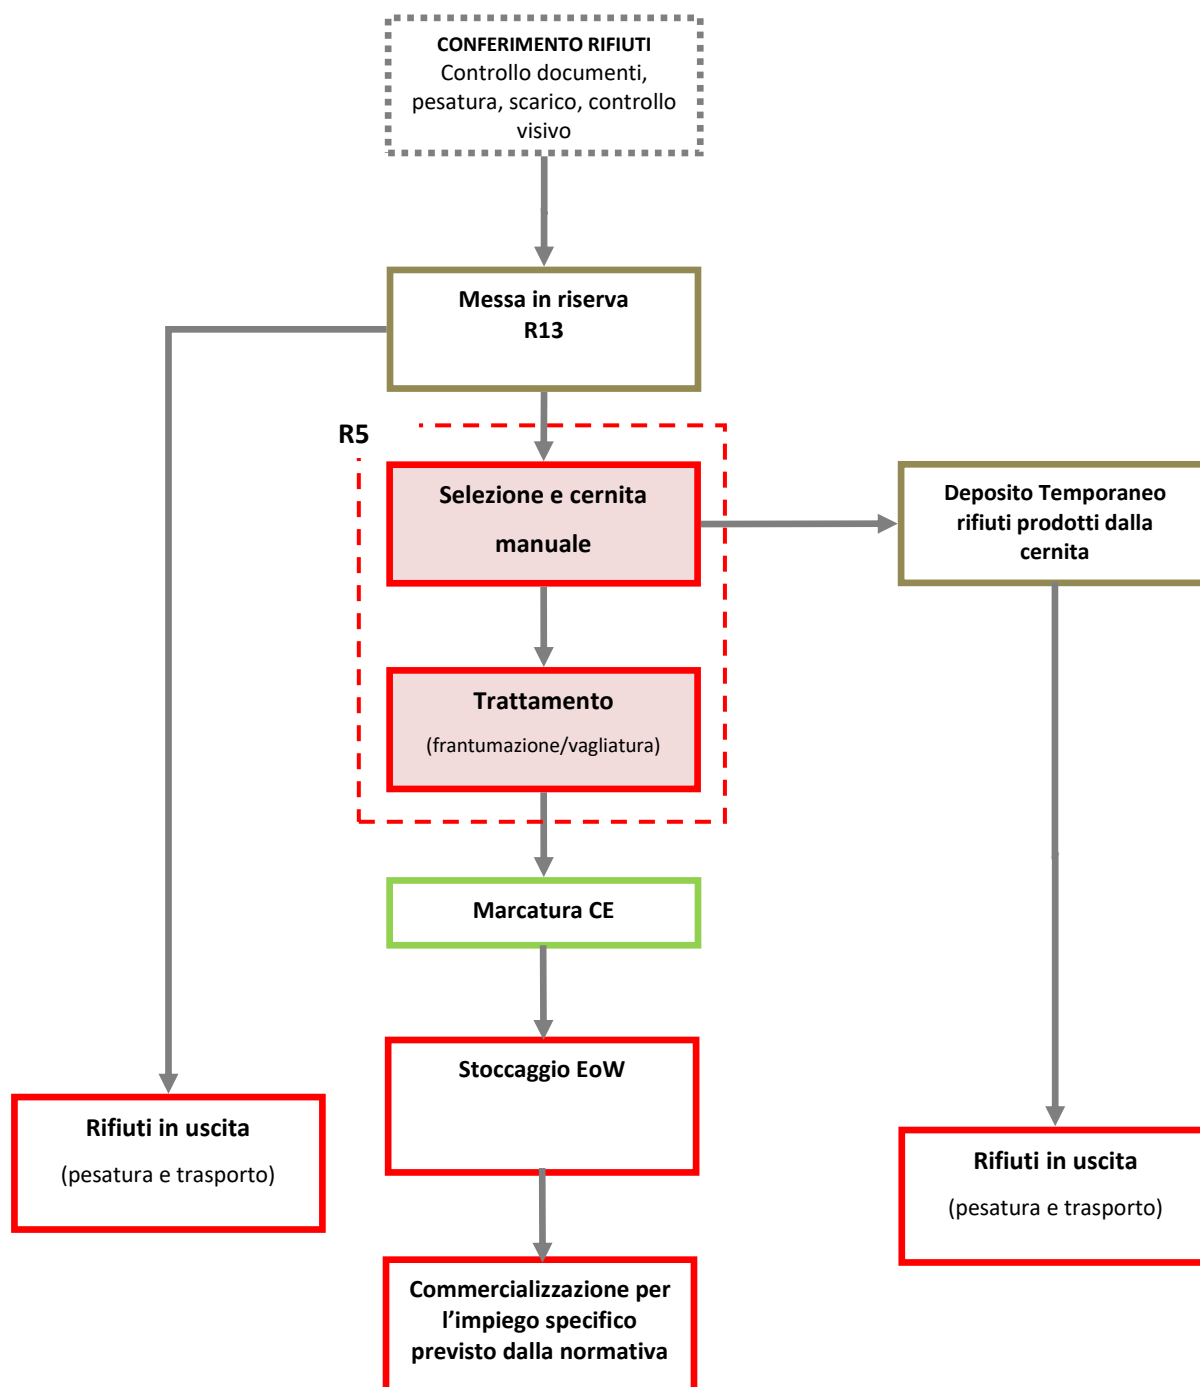 CONFERIMENTO RIFIUTI
Controllo documenti,
pesatura, scarico, controllo
visivo
Messa in riserva
R13
R5
Selezione e cernita
manuale
Deposito Temporaneo
rifiuti prodotti dalla
cernita
Trattamento
(frantumazione/vagliatura)
Marcatura CE
Stoccaggio EoW
Rifiuti in uscita
(pesatura e trasporto)
Rifiuti in uscita
(pesatura e trasporto)
Commercializzazione per
l’impiego specifico
previsto dalla normativa